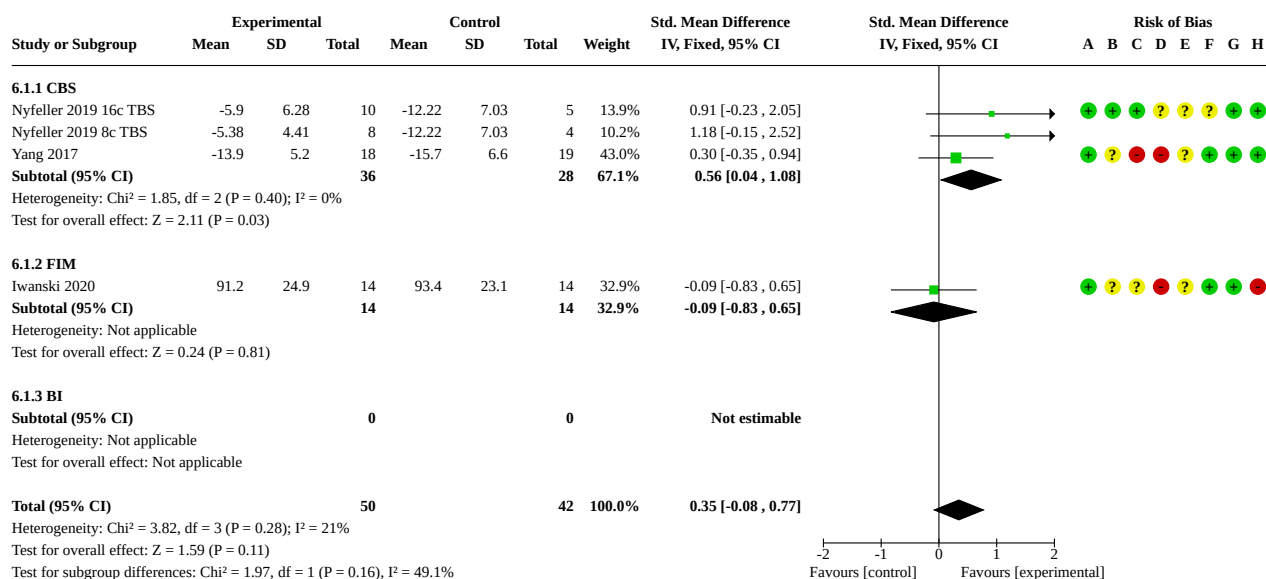 Experimental Control Std. Mean Difference Std. Mean Difference Risk of Bias
Study or Subgroup Mean SD Total Mean SD Total Weight IV, Fixed, 95% CI IV, Fixed, 95% CI A B C D E F G H
6.1.1 CBS
Nyfeller 2019 16c TBS -5.9 6.28 10 -12.22 7.03 5 13.9% 0.91 [-0.23 , 2.05] + + + ? ? ? + +
Nyfeller 2019 8c TBS -5.38 4.41 8 -12.22 7.03 4 10.2% 1.18 [-0.15 , 2.52]
Yang 2017 -13.9 5.2 18 -15.7 6.6 19 43.0% 0.30 [-0.35 , 0.94] + ? - - ? + + +
Subtotal (95% CI) 36 28 67.1% 0.56 [0.04 , 1.08]
Heterogeneity: Chi² = 1.85, df = 2 (P = 0.40); I² = 0%
Test for overall effect: Z = 2.11 (P = 0.03)
6.1.2 FIM
Iwanski 2020 91.2 24.9 14 93.4 23.1 14 32.9% -0.09 [-0.83 , 0.65] + ? ? - ? + + -
Subtotal (95% CI) 14 14 32.9% -0.09 [-0.83 , 0.65]
Heterogeneity: Not applicable
Test for overall effect: Z = 0.24 (P = 0.81)
6.1.3 BI
Subtotal (95% CI) 0 0 Not estimable
Heterogeneity: Not applicable
Test for overall effect: Not applicable
Total (95% CI) 50 42 100.0% 0.35 [-0.08 , 0.77]
Heterogeneity: Chi² = 3.82, df = 3 (P = 0.28); I² = 21%
Test for overall effect: Z = 1.59 (P = 0.11)
-2 -1 0 1 2
Test for subgroup differences: Chi² = 1.97, df = 1 (P = 0.16), I² = 49.1% Favours [control] Favours [experimental]